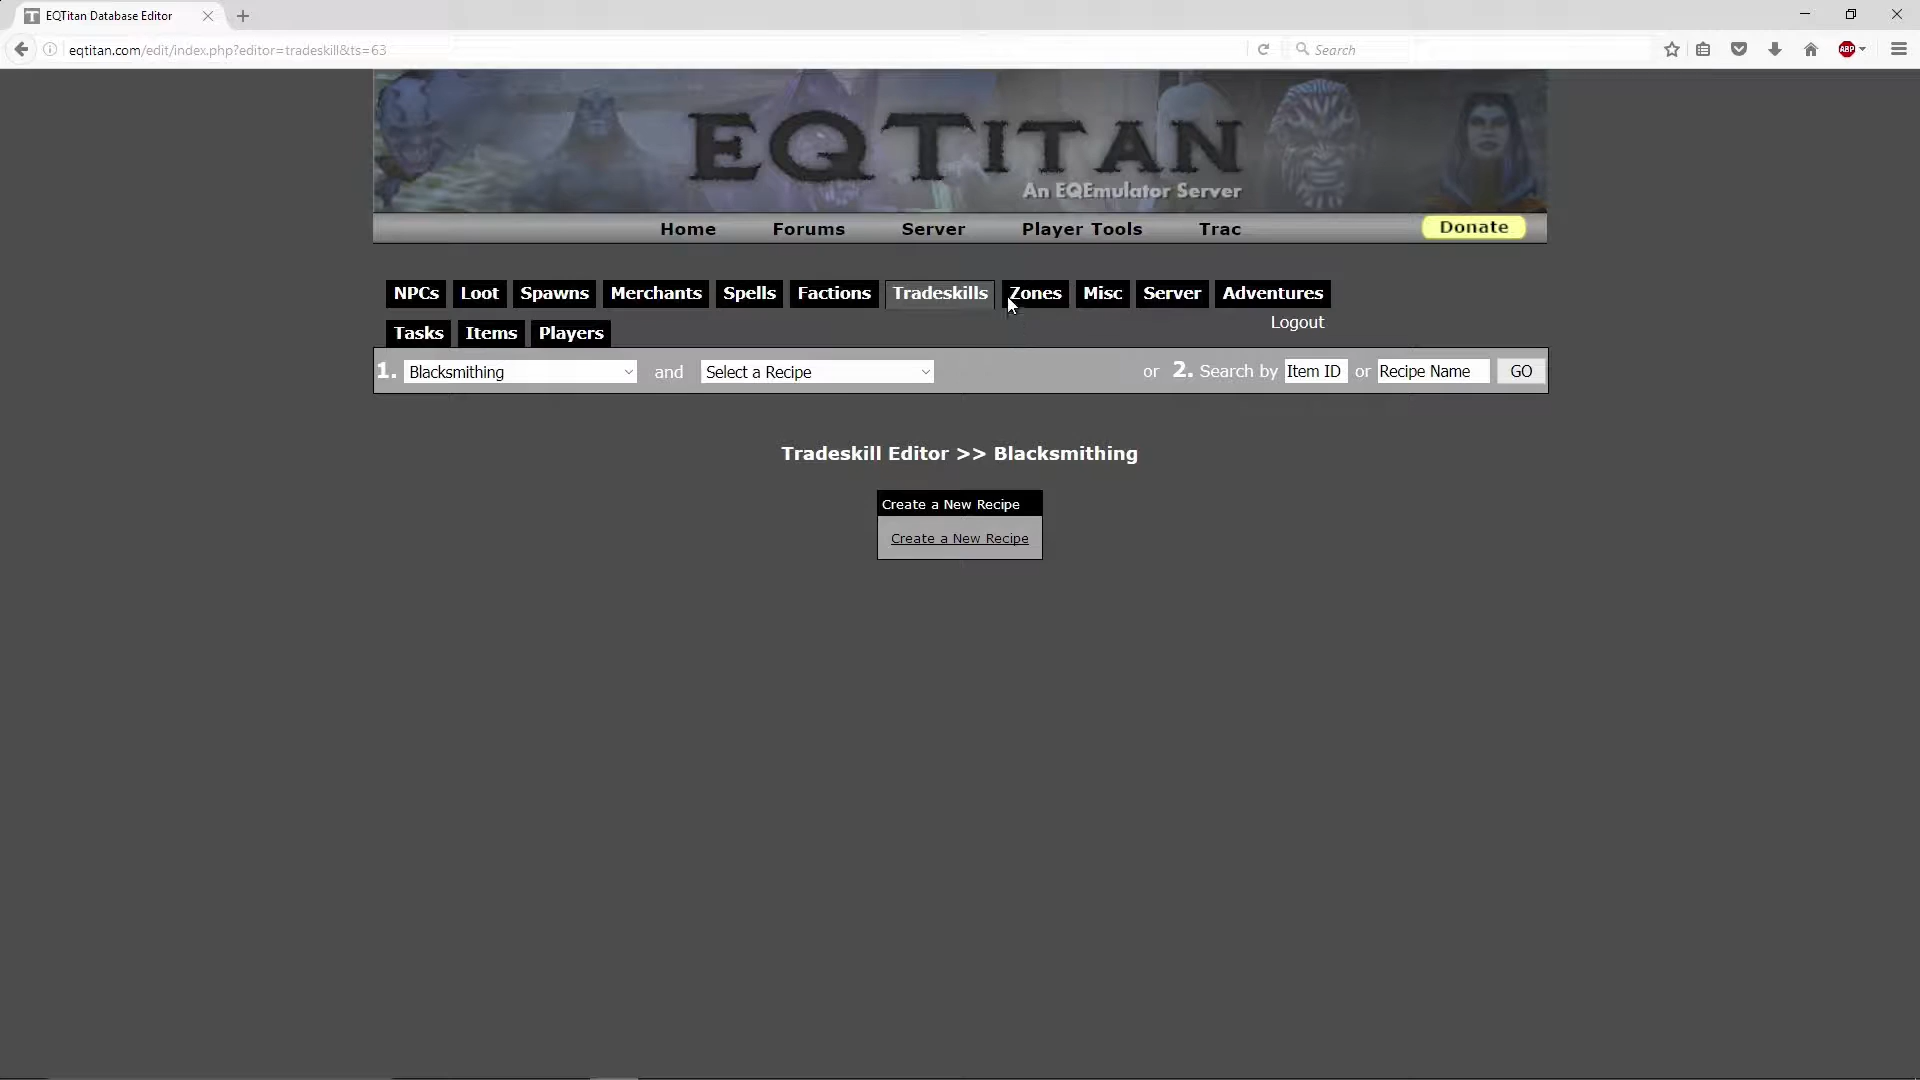 EQTitan Database Editor
eqtitan.com/edit/index.php?editor=tradeskill&ts=63
Search
ABP
EQTITAN
An EQEmulator Server
Home Forums Server Player Tools Trac Donate
NPCs Loot Spawns Merchants Spells Factions Tradeskills Zones Misc Server Adventures
Logout
Tasks Items Players
1. Blacksmithing and Select a Recipe or 2. Search by Item ID or Recipe Name GO
Tradeskill Editor >> Blacksmithing
Create a New Recipe
Create a New Recipe